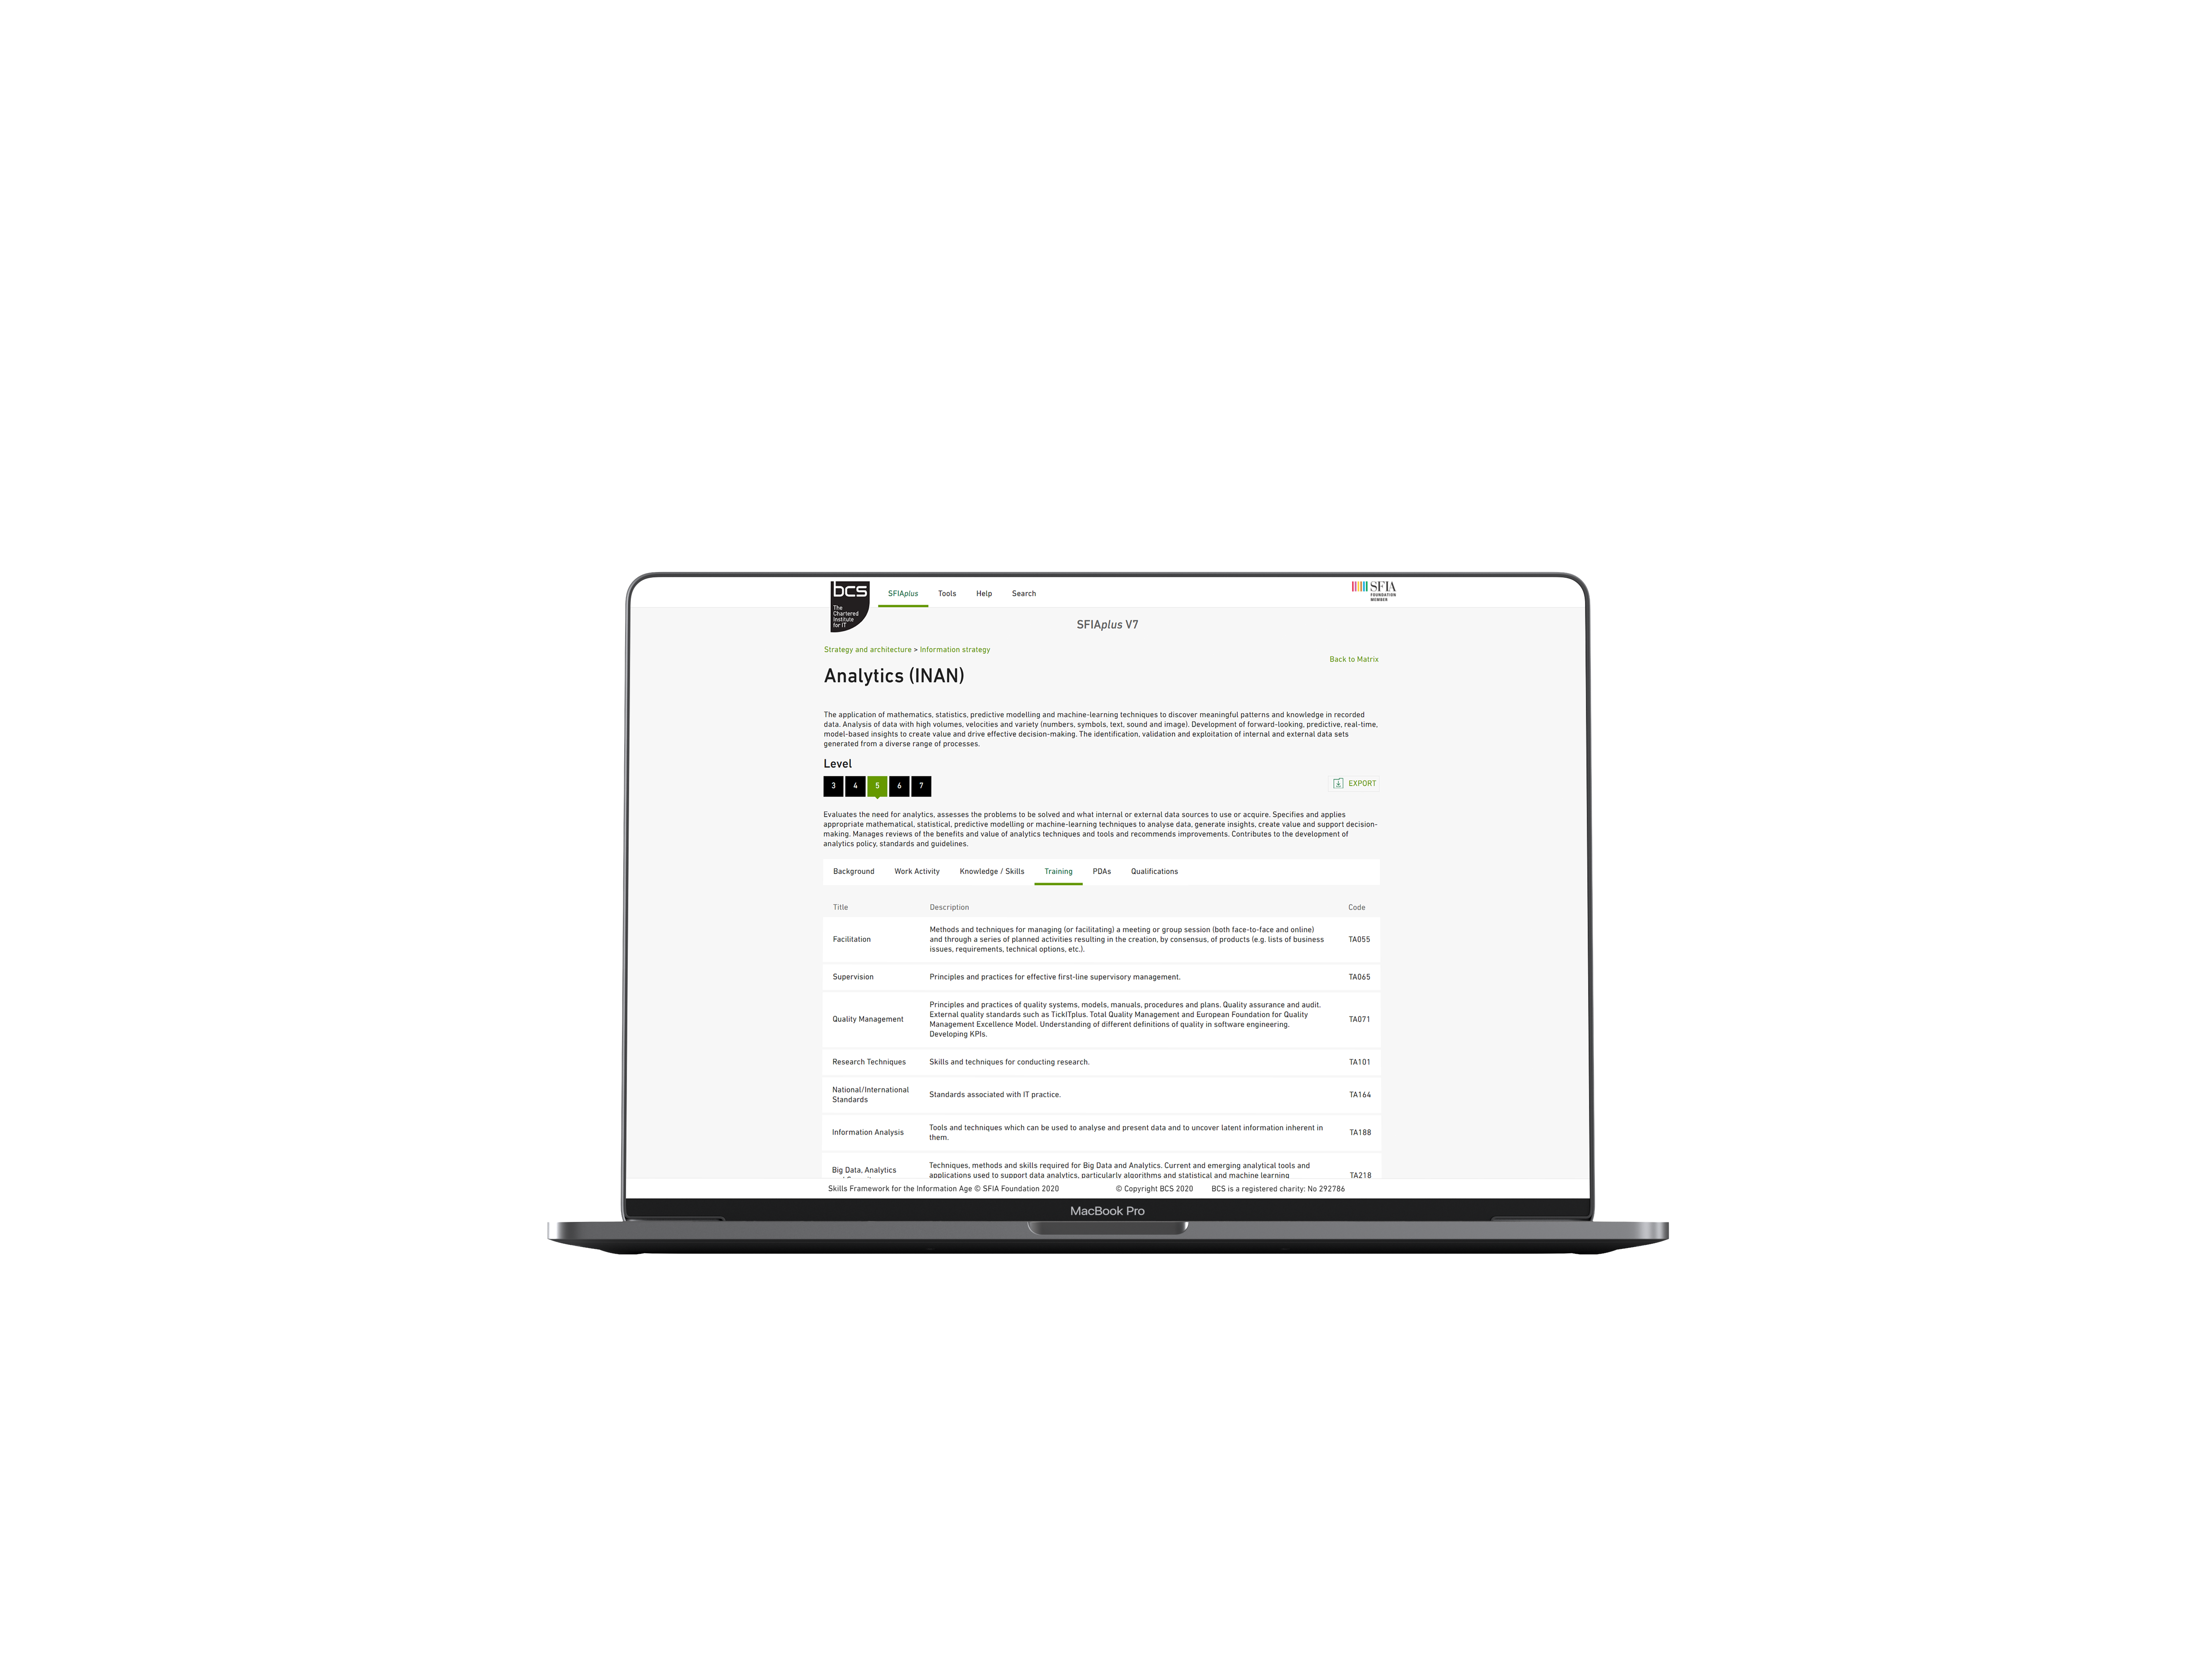 bcs
The
Chartered
Institute
for IT
SFIAplus Tools Help Search
SFIA
FOUNDATION
MEMBER
SFIAplus V7
Strategy and architecture > Information strategy
Back to Matrix
Analytics (INAN)
The application of mathematics, statistics, predictive modelling and machine-learning techniques to discover meaningful patterns and knowledge in recorded
data. Analysis of data with high volumes, velocities and variety (numbers, symbols, text, sound and image). Development of forward-looking, predictive, real-time,
model-based insights to create value and drive effective decision-making. The identification, validation and exploitation of internal and external data sets
generated from a diverse range of processes.
Level
3 4 5 6 7
EXPORT
Evaluates the need for analytics, assesses the problems to be solved and what internal or external data sources to use or acquire. Specifies and applies
appropriate mathematical, statistical, predictive modelling or machine-learning techniques to analyse data, generate insights, create value and support decision-
making. Manages reviews of the benefits and value of analytics techniques and tools and recommends improvements. Contributes to the development of
analytics policy, standards and guidelines.
Background Work Activity Knowledge / Skills Training PDAs Qualifications
Title Description Code
Facilitation
Methods and techniques for managing (or facilitating) a meeting or group session (both face-to-face and online)
and through a series of planned activities resulting in the creation, by consensus, of products (e.g. lists of business
issues, requirements, technical options, etc.).
TA055
Supervision Principles and practices for effective first-line supervisory management. TA065
Quality Management
Principles and practices of quality systems, models, manuals, procedures and plans. Quality assurance and audit.
External quality standards such as TickITplus. Total Quality Management and European Foundation for Quality
Management Excellence Model. Understanding of different definitions of quality in software engineering.
Developing KPIs.
TA071
Research Techniques Skills and techniques for conducting research. TA101
National/International
Standards
Standards associated with IT practice. TA164
Information Analysis
Tools and techniques which can be used to analyse and present data and to uncover latent information inherent in
them.
TA188
Big Data, Analytics
Techniques, methods and skills required for Big Data and Analytics. Current and emerging analytical tools and
applications used to support data analytics, particularly algorithms and statistical and machine learning
TA218
Skills Framework for the Information Age © SFIA Foundation 2020 © Copyright BCS 2020 BCS is a registered charity: No 292786
MacBook Pro